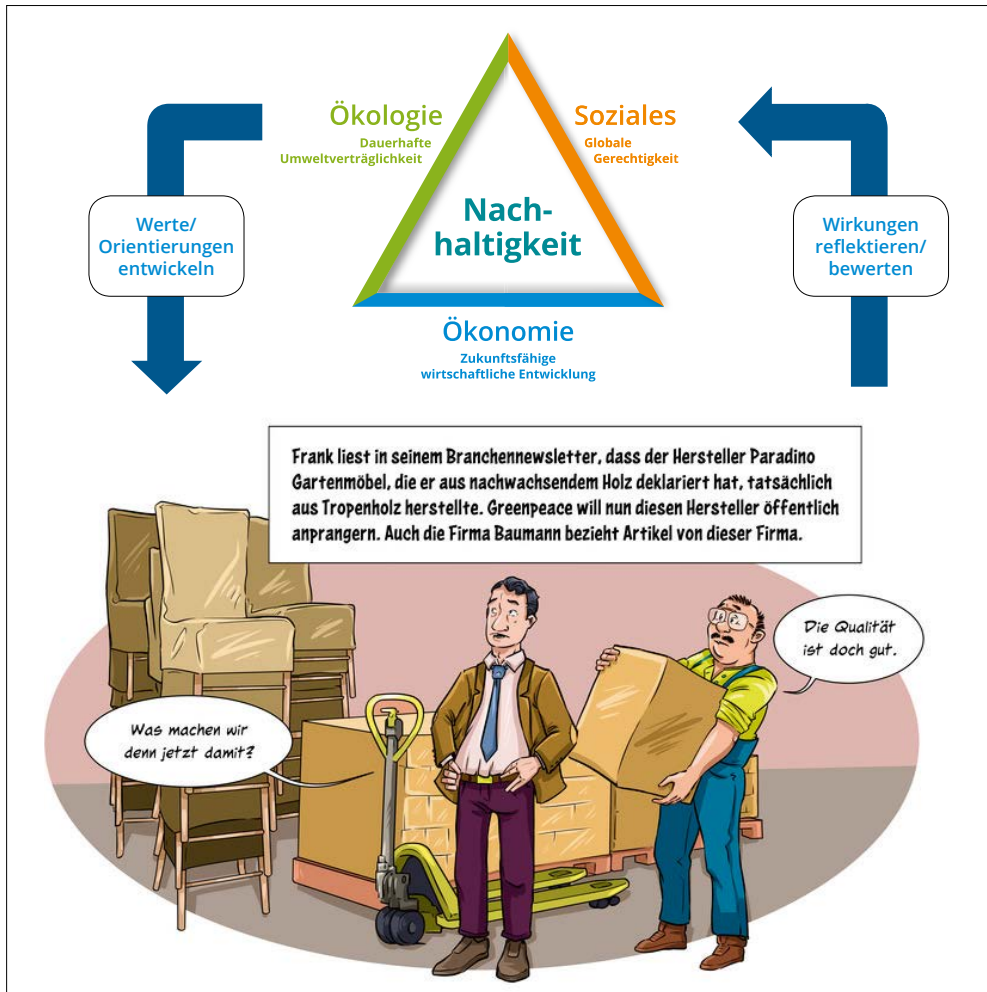 Ökologie
Dauerhafte
Umweltverträglichkeit
Soziales
Globale
Gerechtigkeit
Nach-
haltigkeit
Werte/
Orientierungen
entwickeln
Wirkungen
reflektieren/
bewerten
Ökonomie
Zukunftsfähige
wirtschaftliche Entwicklung
Frank liest in seinem Branchennewsletter, dass der Hersteller Paradino
Gartenmöbel, die er aus nachwachsendem Holz deklariert hat, tatsächlich
aus Tropenholz herstellte. Greenpeace will nun diesen Hersteller öffentlich
anprangern. Auch die Firma Baumann bezieht Artikel von dieser Firma.
Die Qualität
ist doch gut.
Was machen wir
denn jetzt damit?